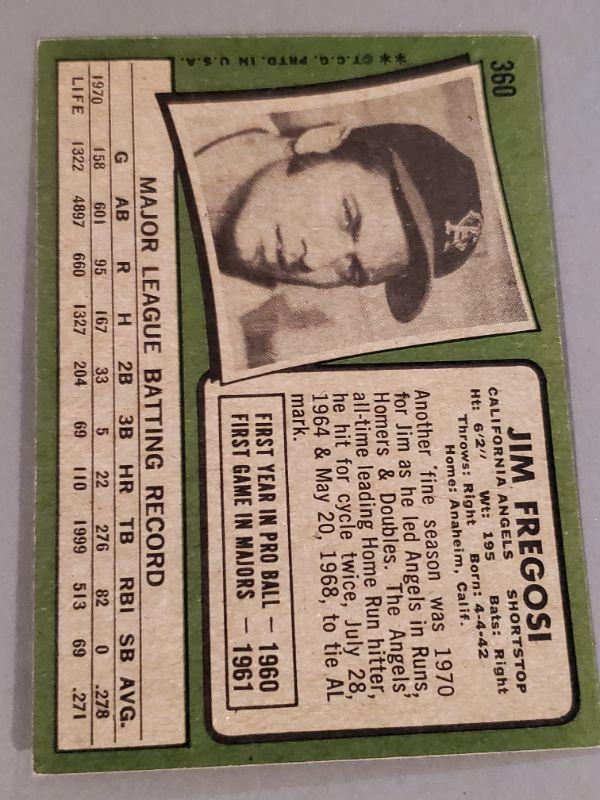 360
**©T.C.G. PRTD. IN U.S.A.
JIM FREGOSI
CALIFORNIA ANGELS SHORTSTOP
Ht: 6'2" Wt: 195 Bats: Right
Throws: Right Born: 4-4-42
Home: Anaheim, Calif.
Another fine season was 1970
for Jim as he led Angels in Runs,
Homers & Doubles. The Angels'
all-time leading Home Run hitter,
he hit for cycle twice, July 28,
1964 & May 20, 1968, to tie AL
mark.
FIRST YEAR IN PRO BALL — 1960
FIRST GAME IN MAJORS — 1961
MAJOR LEAGUE BATTING RECORD
G AB R H 2B 3B HR TB RBI SB AVG.
1970 158 601 95 167 33 5 22 276 82 0 .278
LIFE 1322 4897 660 1327 204 69 110 1999 513 69 .271